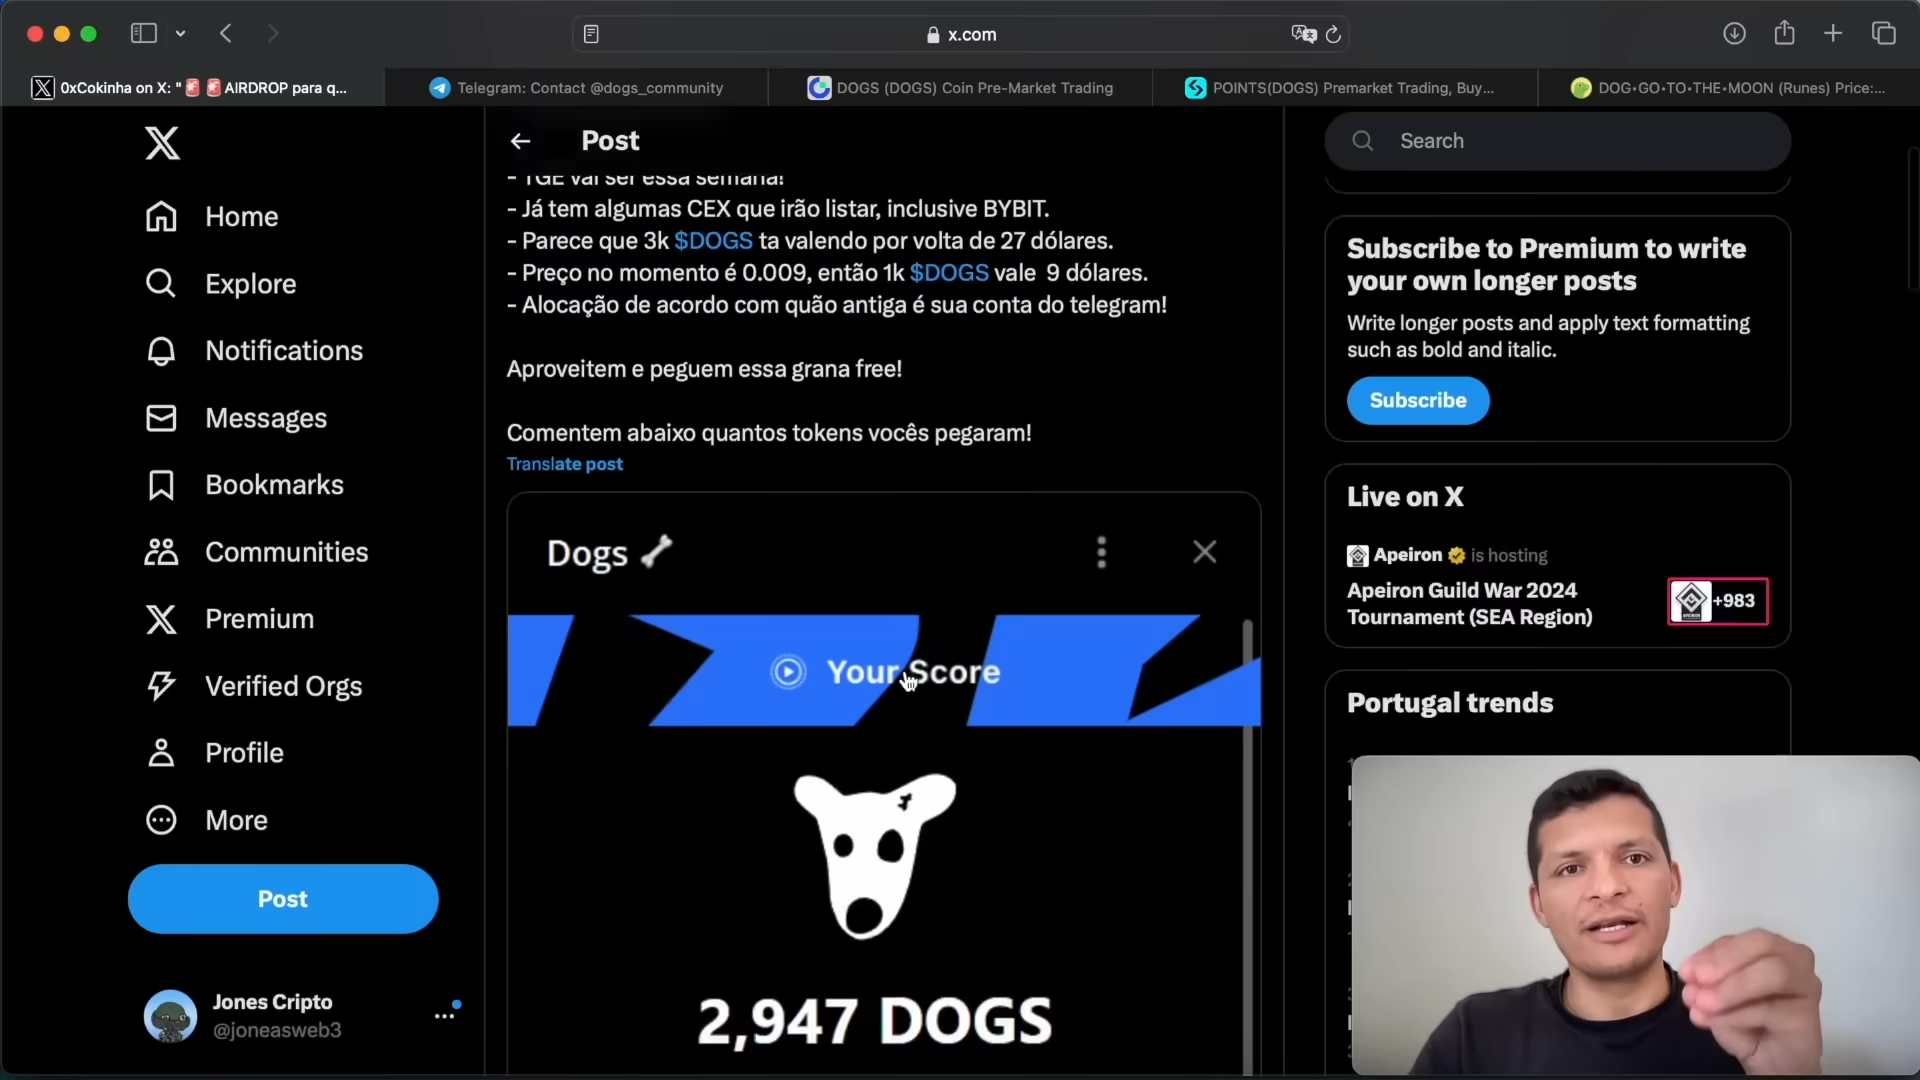 x.com
0xCokinha on X: "🚨 🚨 AIRDROP para q...
Telegram: Contact @dogs_community
DOGS (DOGS) Coin Pre-Market Trading
POINTS(DOGS) Premarket Trading, Buy...
DOG•GO•TO•THE•MOON (Runes) Price:...
Home
Explore
Notifications
Messages
Bookmarks
Communities
Premium
Verified Orgs
Profile
More
Post
Jones Cripto
@joneasweb3
Post
- TGE vai ser essa semana!
- Já tem algumas CEX que irão listar, inclusive BYBIT.
- Parece que 3k $DOGS ta valendo por volta de 27 dólares.
- Preço no momento é 0.009, então 1k $DOGS vale 9 dólares.
- Alocação de acordo com quão antiga é sua conta do telegram!
Aproveitem e peguem essa grana free!
Comentem abaixo quantos tokens vocês pegaram!
Translate post
Dogs 🦴
Your Score
2,947 DOGS
Search
Subscribe to Premium to write
your own longer posts
Write longer posts and apply text formatting
such as bold and italic.
Subscribe
Live on X
Apeiron is hosting
Apeiron Guild War 2024
Tournament (SEA Region)
+983
Portugal trends